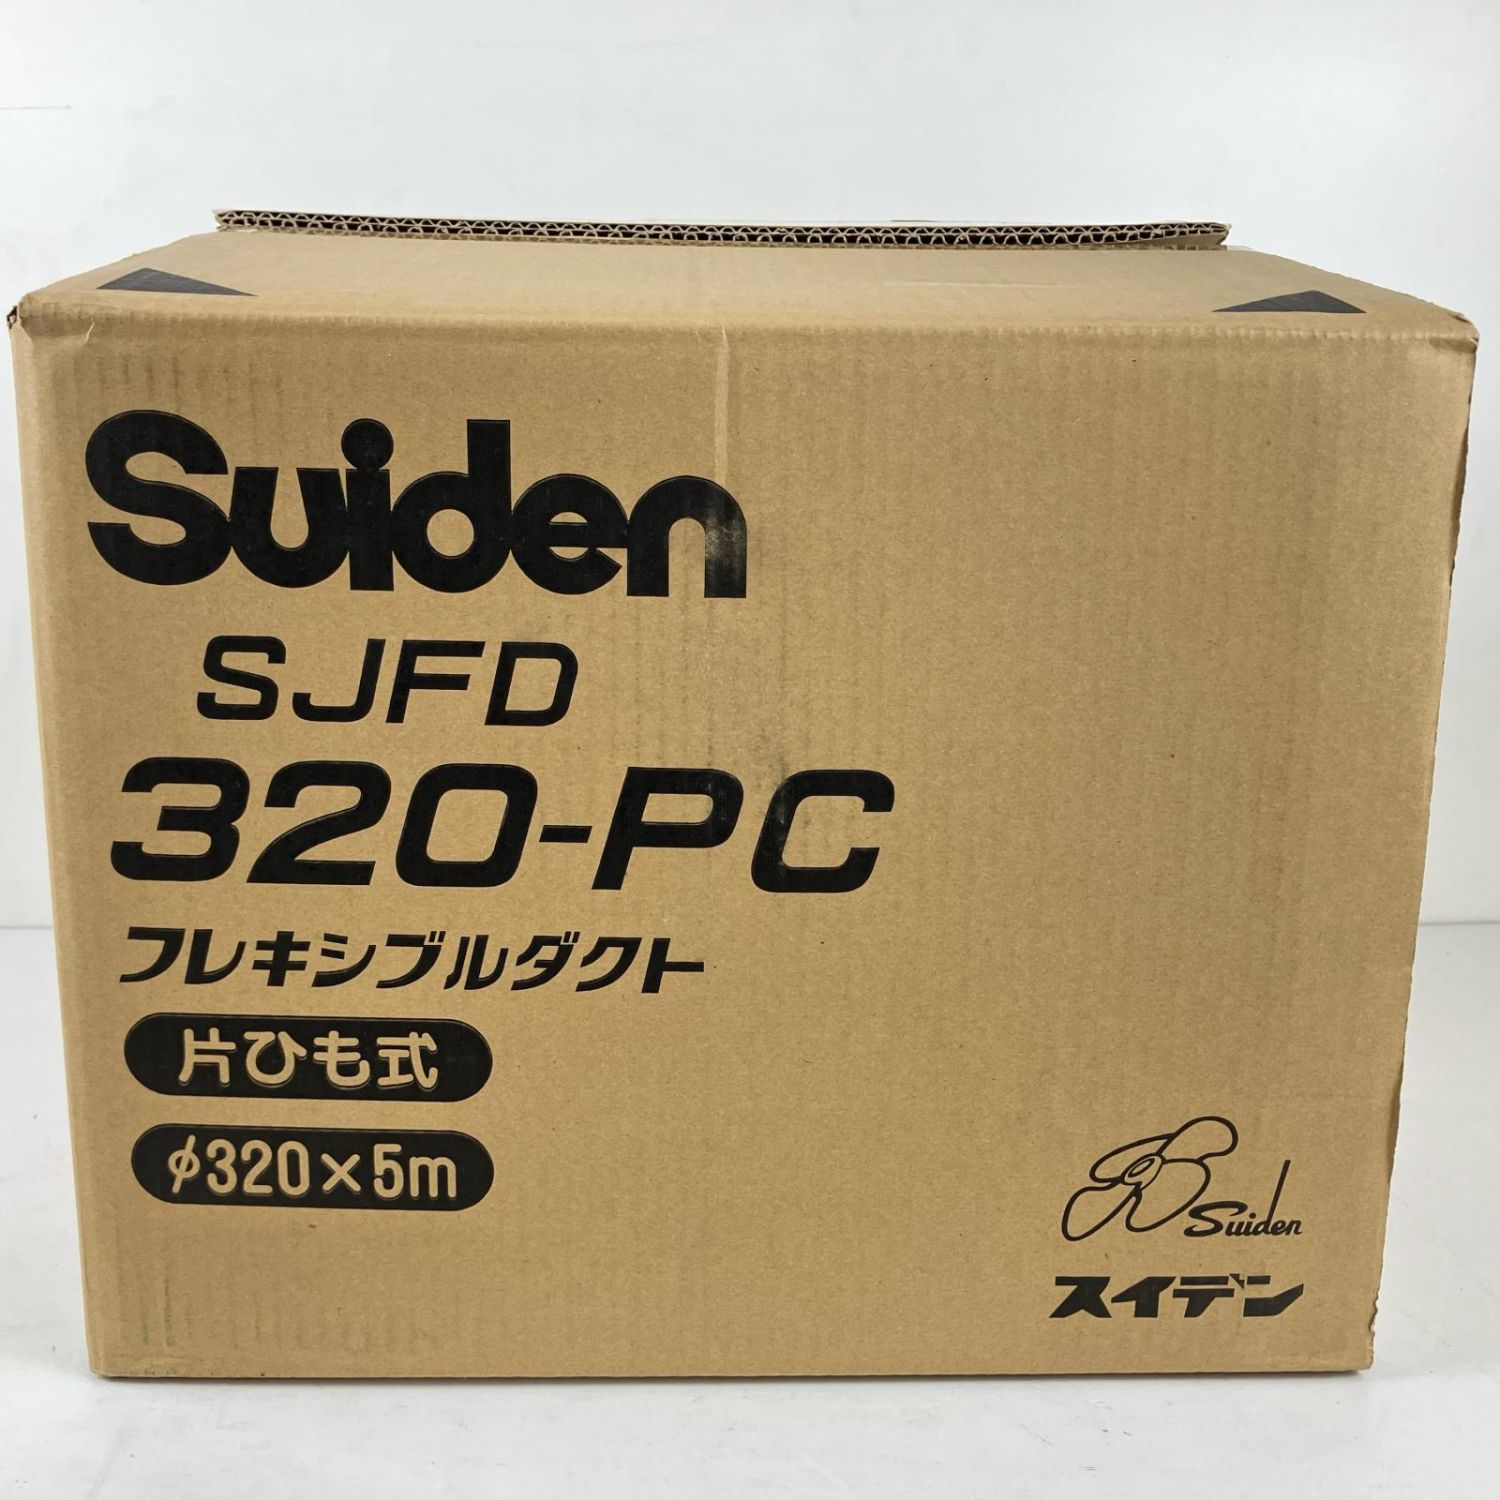 Suiden
SJFD
320-PC
フレキシブルダクト
片ひも式
φ320×5m
Suiden
スイデン